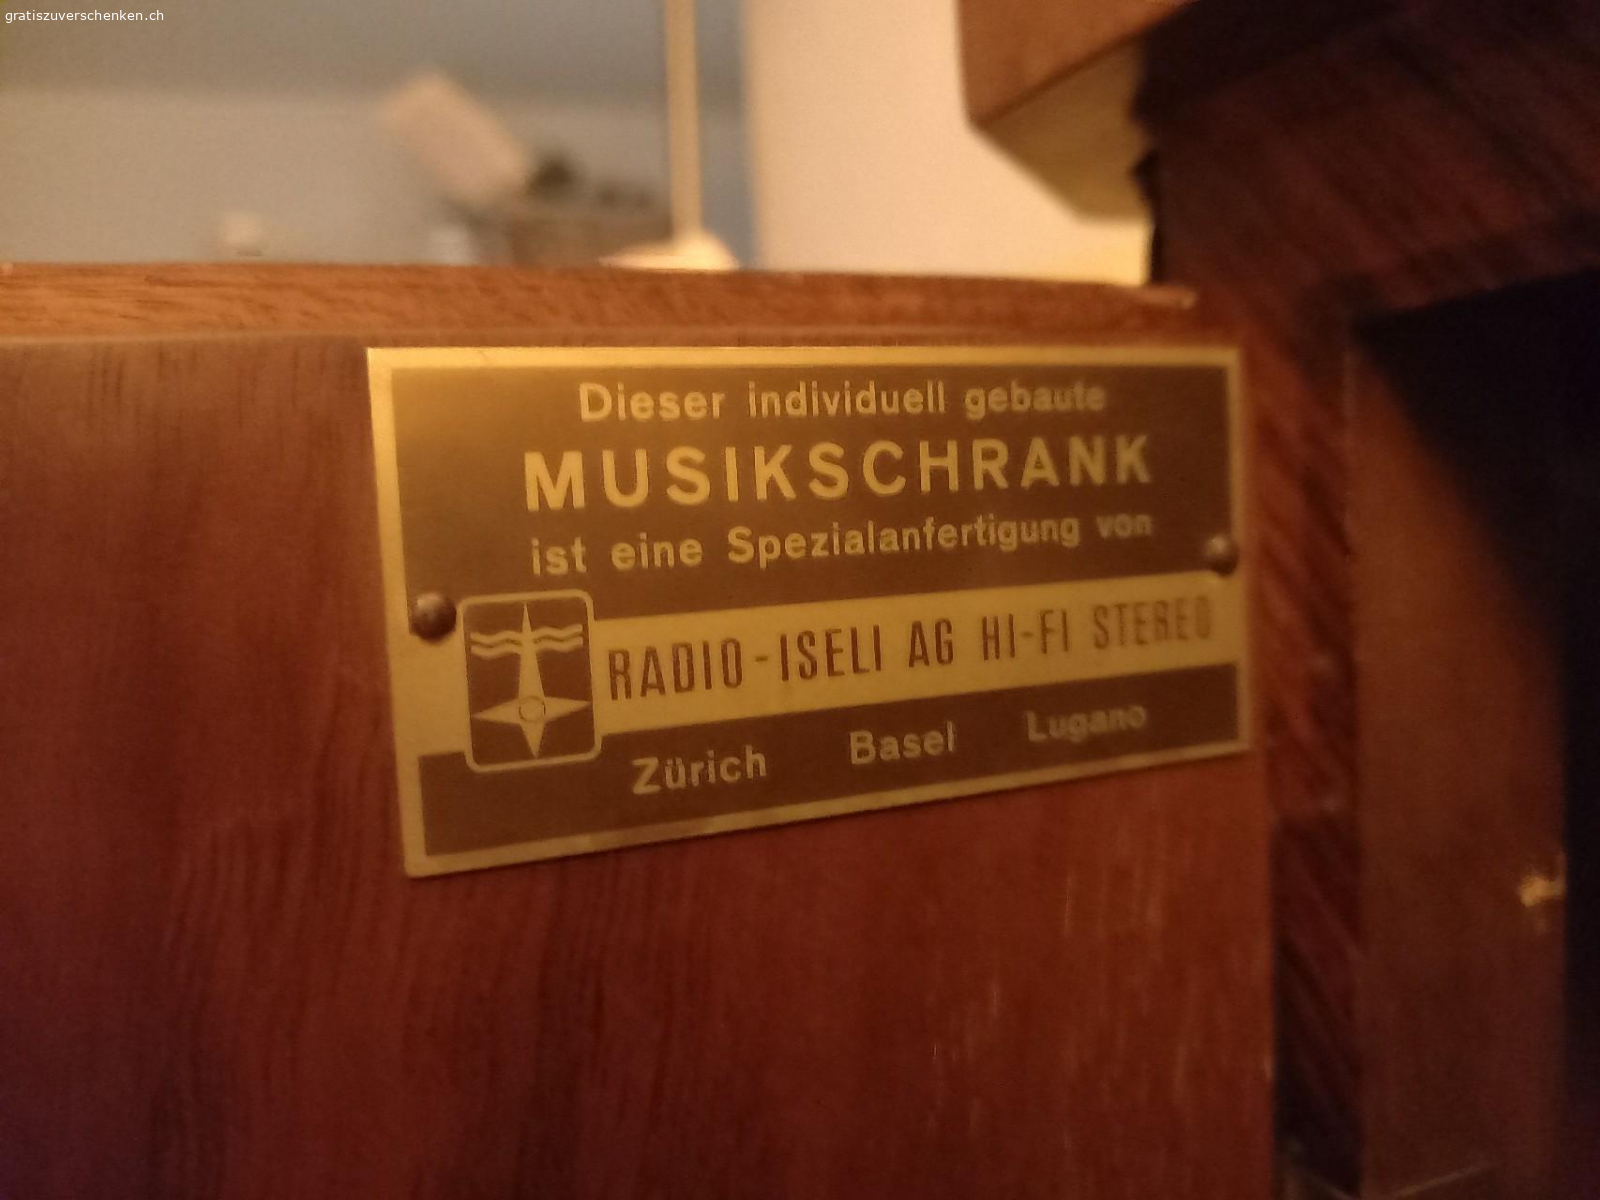 gratiszuverschenken.ch
Dieser individuell gebaute
MUSIKSCHRANK
ist eine Spezialanfertigung von
RADIO-ISELI AG HI-FI STEREO
Zürich Basel Lugano